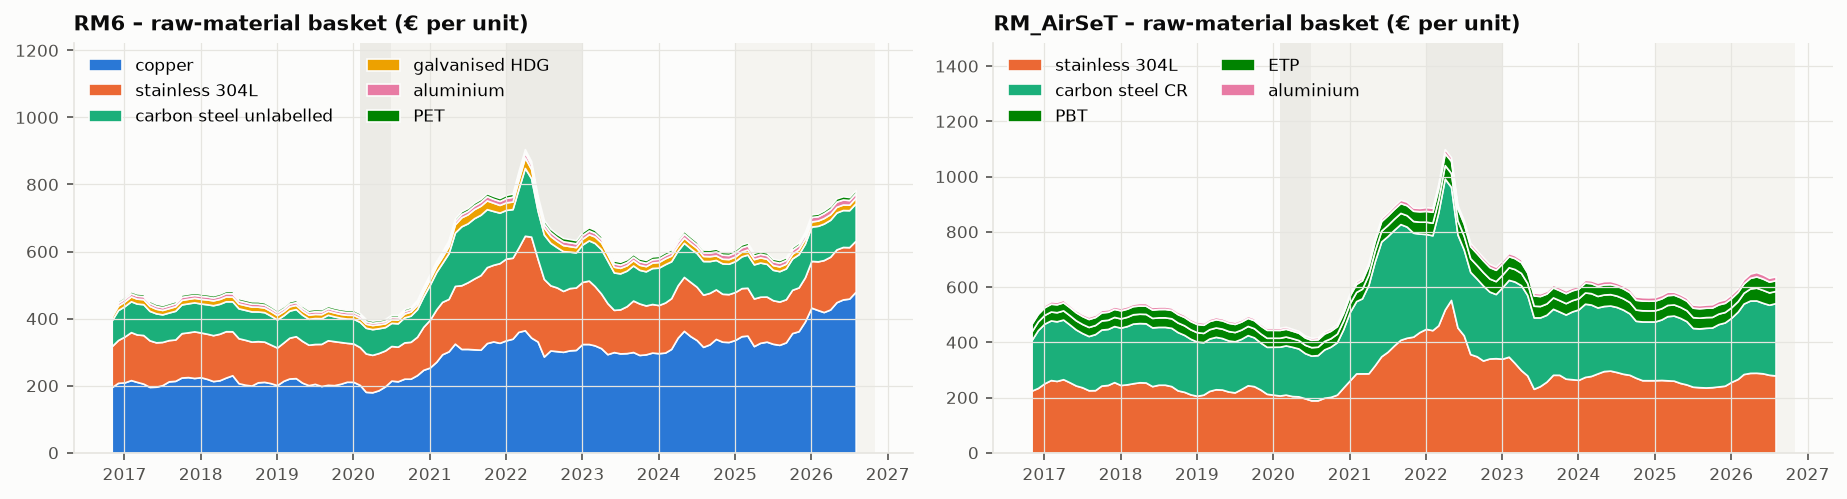 RM6 – raw-material basket (€ per unit)
copper
stainless 304L
carbon steel unlabelled
galvanised HDG
aluminium
PET
1200
1000
800
600
400
200
0
2017 2018 2019 2020 2021 2022 2023 2024 2025 2026 2027
RM_AirSeT – raw-material basket (€ per unit)
stainless 304L
carbon steel CR
PBT
ETP
aluminium
1400
1200
1000
800
600
400
200
0
2017 2018 2019 2020 2021 2022 2023 2024 2025 2026 2027